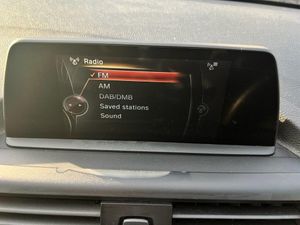 Radio
FM
AM
DAB/DMB
Saved stations
Sound